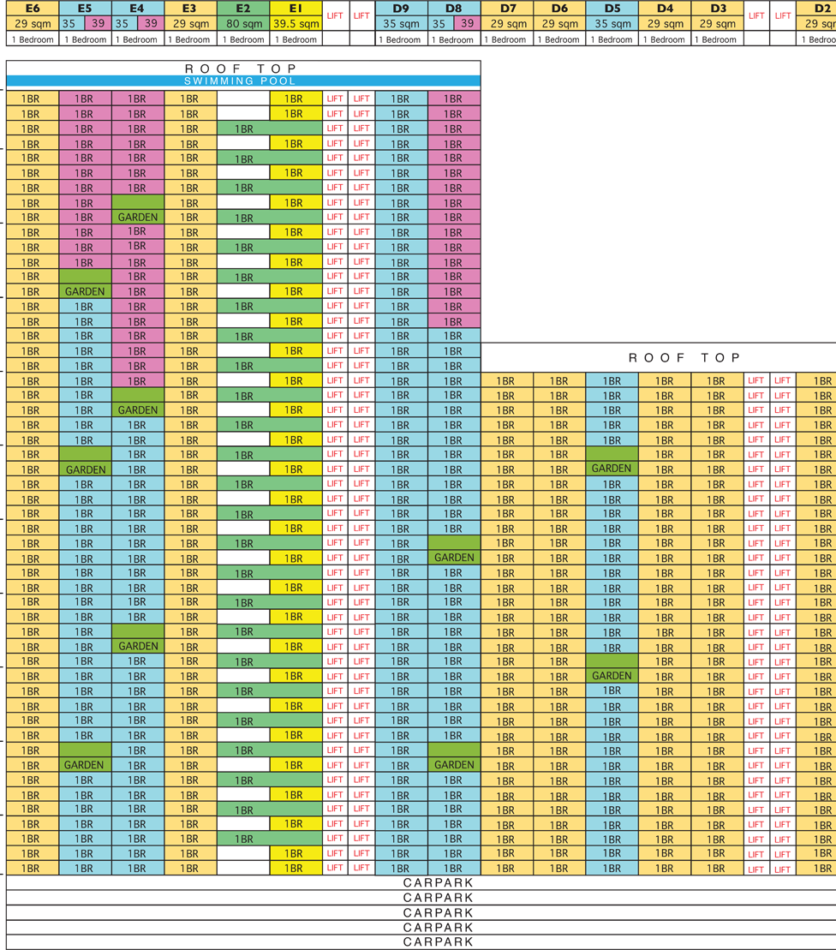 E6 E5 E4 E3 E2 E1 LIFT LIFT D9 D8 D7 D6 D5 D4 D3 LIFT LIFT D2
29 sqm 35 39 35 39 29 sqm 80 sqm 39.5 sqm 35 sqm 35 39 29 sqm 29 sqm 35 sqm 29 sqm 29 sqm 29 sq
1 Bedroom 1 Bedroom 1 Bedroom 1 Bedroom 1 Bedroom 1 Bedroom 1 Bedroom 1 Bedroom 1 Bedroom 1 Bedroom 1 Bedroom 1 Bedroom 1 Bedroom 1 Bedroo
ROOF TOP
SWIMMING POOL
1BR 1BR 1BR 1BR 1BR LIFT LIFT 1BR 1BR
1BR 1BR 1BR 1BR 1BR LIFT LIFT 1BR 1BR
1BR 1BR 1BR 1BR 1BR LIFT LIFT 1BR 1BR
1BR 1BR 1BR 1BR 1BR LIFT LIFT 1BR 1BR
1BR 1BR 1BR 1BR 1BR LIFT LIFT 1BR 1BR
1BR 1BR 1BR 1BR 1BR LIFT LIFT 1BR 1BR
1BR 1BR 1BR 1BR 1BR LIFT LIFT 1BR 1BR
1BR 1BR 1BR 1BR LIFT LIFT 1BR 1BR
1BR 1BR GARDEN 1BR 1BR LIFT LIFT 1BR 1BR
1BR 1BR 1BR 1BR 1BR LIFT LIFT 1BR 1BR
1BR 1BR 1BR 1BR 1BR LIFT LIFT 1BR 1BR
1BR 1BR 1BR 1BR 1BR LIFT LIFT 1BR 1BR
1BR 1BR 1BR 1BR LIFT LIFT 1BR 1BR
1BR GARDEN 1BR 1BR 1BR LIFT LIFT 1BR 1BR
1BR 1BR 1BR 1BR 1BR LIFT LIFT 1BR 1BR
1BR 1BR 1BR 1BR 1BR LIFT LIFT 1BR 1BR
1BR 1BR 1BR 1BR 1BR LIFT LIFT 1BR 1BR
1BR 1BR 1BR 1BR 1BR LIFT LIFT 1BR 1BR
ROOF TOP
1BR 1BR 1BR 1BR 1BR LIFT LIFT 1BR 1BR
1BR 1BR 1BR 1BR 1BR LIFT LIFT 1BR 1BR 1BR 1BR 1BR 1BR 1BR LIFT LIFT 1BR
1BR 1BR 1BR 1BR LIFT LIFT 1BR 1BR 1BR 1BR 1BR 1BR 1BR LIFT LIFT 1BR
1BR 1BR GARDEN 1BR 1BR LIFT LIFT 1BR 1BR 1BR 1BR 1BR 1BR 1BR LIFT LIFT 1BR
1BR 1BR 1BR 1BR 1BR LIFT LIFT 1BR 1BR 1BR 1BR 1BR 1BR 1BR LIFT LIFT 1BR
1BR 1BR 1BR 1BR 1BR LIFT LIFT 1BR 1BR 1BR 1BR 1BR 1BR 1BR LIFT LIFT 1BR
1BR 1BR 1BR 1BR LIFT LIFT 1BR 1BR 1BR 1BR 1BR 1BR LIFT LIFT 1BR
1BR GARDEN 1BR 1BR 1BR LIFT LIFT 1BR 1BR 1BR 1BR GARDEN 1BR 1BR LIFT LIFT 1BR
1BR 1BR 1BR 1BR 1BR LIFT LIFT 1BR 1BR 1BR 1BR 1BR 1BR 1BR LIFT LIFT 1BR
1BR 1BR 1BR 1BR 1BR LIFT LIFT 1BR 1BR 1BR 1BR 1BR 1BR 1BR LIFT LIFT 1BR
1BR 1BR 1BR 1BR 1BR LIFT LIFT 1BR 1BR 1BR 1BR 1BR 1BR 1BR LIFT LIFT 1BR
1BR 1BR 1BR 1BR 1BR LIFT LIFT 1BR 1BR 1BR 1BR 1BR 1BR 1BR LIFT LIFT 1BR
1BR 1BR 1BR 1BR 1BR LIFT LIFT 1BR 1BR 1BR 1BR 1BR 1BR LIFT LIFT 1BR
1BR 1BR 1BR 1BR 1BR LIFT LIFT 1BR GARDEN 1BR 1BR 1BR 1BR 1BR LIFT LIFT 1BR
1BR 1BR 1BR 1BR 1BR LIFT LIFT 1BR 1BR 1BR 1BR 1BR 1BR 1BR LIFT LIFT 1BR
1BR 1BR 1BR 1BR 1BR LIFT LIFT 1BR 1BR 1BR 1BR 1BR 1BR 1BR LIFT LIFT 1BR
1BR 1BR 1BR 1BR 1BR LIFT LIFT 1BR 1BR 1BR 1BR 1BR 1BR 1BR LIFT LIFT 1BR
1BR 1BR 1BR 1BR 1BR LIFT LIFT 1BR 1BR 1BR 1BR 1BR 1BR 1BR LIFT LIFT 1BR
1BR 1BR 1BR 1BR LIFT LIFT 1BR 1BR 1BR 1BR 1BR 1BR 1BR LIFT LIFT 1BR
1BR 1BR GARDEN 1BR 1BR LIFT LIFT 1BR 1BR 1BR 1BR 1BR 1BR 1BR LIFT LIFT 1BR
1BR 1BR 1BR 1BR 1BR LIFT LIFT 1BR 1BR 1BR 1BR 1BR 1BR LIFT LIFT 1BR
1BR 1BR 1BR 1BR 1BR LIFT LIFT 1BR 1BR 1BR 1BR GARDEN 1BR 1BR LIFT LIFT 1BR
1BR 1BR 1BR 1BR 1BR LIFT LIFT 1BR 1BR 1BR 1BR 1BR 1BR 1BR LIFT LIFT 1BR
1BR 1BR 1BR 1BR 1BR LIFT LIFT 1BR 1BR 1BR 1BR 1BR 1BR 1BR LIFT LIFT 1BR
1BR 1BR 1BR 1BR 1BR LIFT LIFT 1BR 1BR 1BR 1BR 1BR 1BR 1BR LIFT LIFT 1BR
1BR 1BR 1BR 1BR 1BR LIFT LIFT 1BR 1BR 1BR 1BR 1BR 1BR 1BR LIFT LIFT 1BR
1BR 1BR 1BR 1BR LIFT LIFT 1BR 1BR 1BR 1BR 1BR 1BR LIFT LIFT 1BR
1BR GARDEN 1BR 1BR 1BR LIFT LIFT 1BR GARDEN 1BR 1BR 1BR 1BR 1BR LIFT LIFT 1BR
1BR 1BR 1BR 1BR 1BR LIFT LIFT 1BR 1BR 1BR 1BR 1BR 1BR 1BR LIFT LIFT 1BR
1BR 1BR 1BR 1BR 1BR LIFT LIFT 1BR 1BR 1BR 1BR 1BR 1BR 1BR LIFT LIFT 1BR
1BR 1BR 1BR 1BR 1BR LIFT LIFT 1BR 1BR 1BR 1BR 1BR 1BR 1BR LIFT LIFT 1BR
1BR 1BR 1BR 1BR 1BR LIFT LIFT 1BR 1BR 1BR 1BR 1BR 1BR 1BR LIFT LIFT 1BR
1BR 1BR 1BR 1BR 1BR LIFT LIFT 1BR 1BR 1BR 1BR 1BR 1BR 1BR LIFT LIFT 1BR
1BR 1BR 1BR 1BR 1BR LIFT LIFT 1BR 1BR 1BR 1BR 1BR 1BR 1BR LIFT LIFT 1BR
1BR 1BR 1BR 1BR 1BR LIFT LIFT 1BR 1BR 1BR 1BR 1BR 1BR 1BR LIFT LIFT 1BR
CARPARK
CARPARK
CARPARK
CARPARK
CARPARK